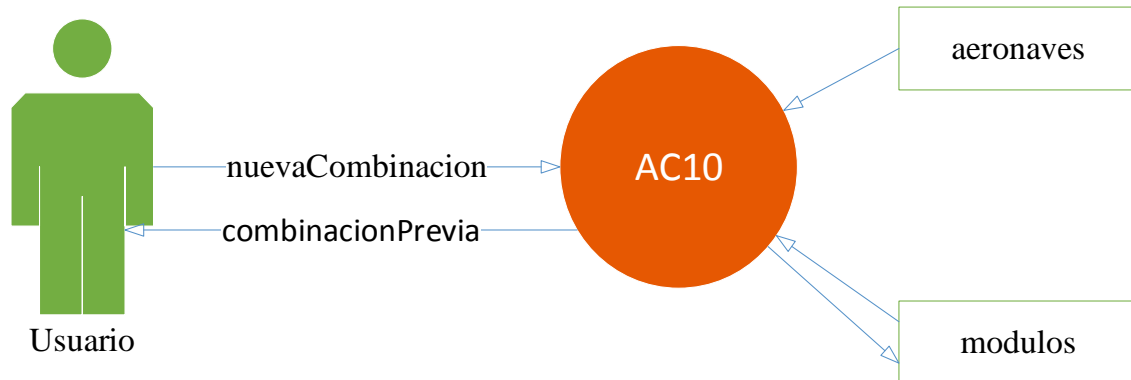 aeronaves
nuevaCombinacion
AC10
combinacionPrevia
Usuario
modulos